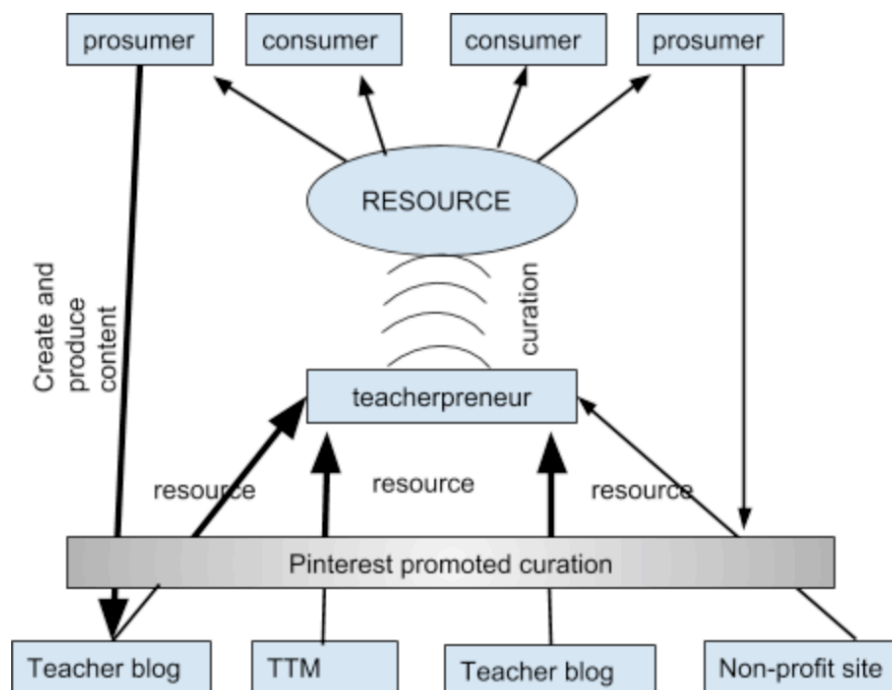 prosumer
consumer
consumer
prosumer
RESOURCE
Create and
produce
content
curation
teacherpreneur
resource
resource
resource
Pinterest promoted curation
Teacher blog
TTM
Teacher blog
Non-profit site